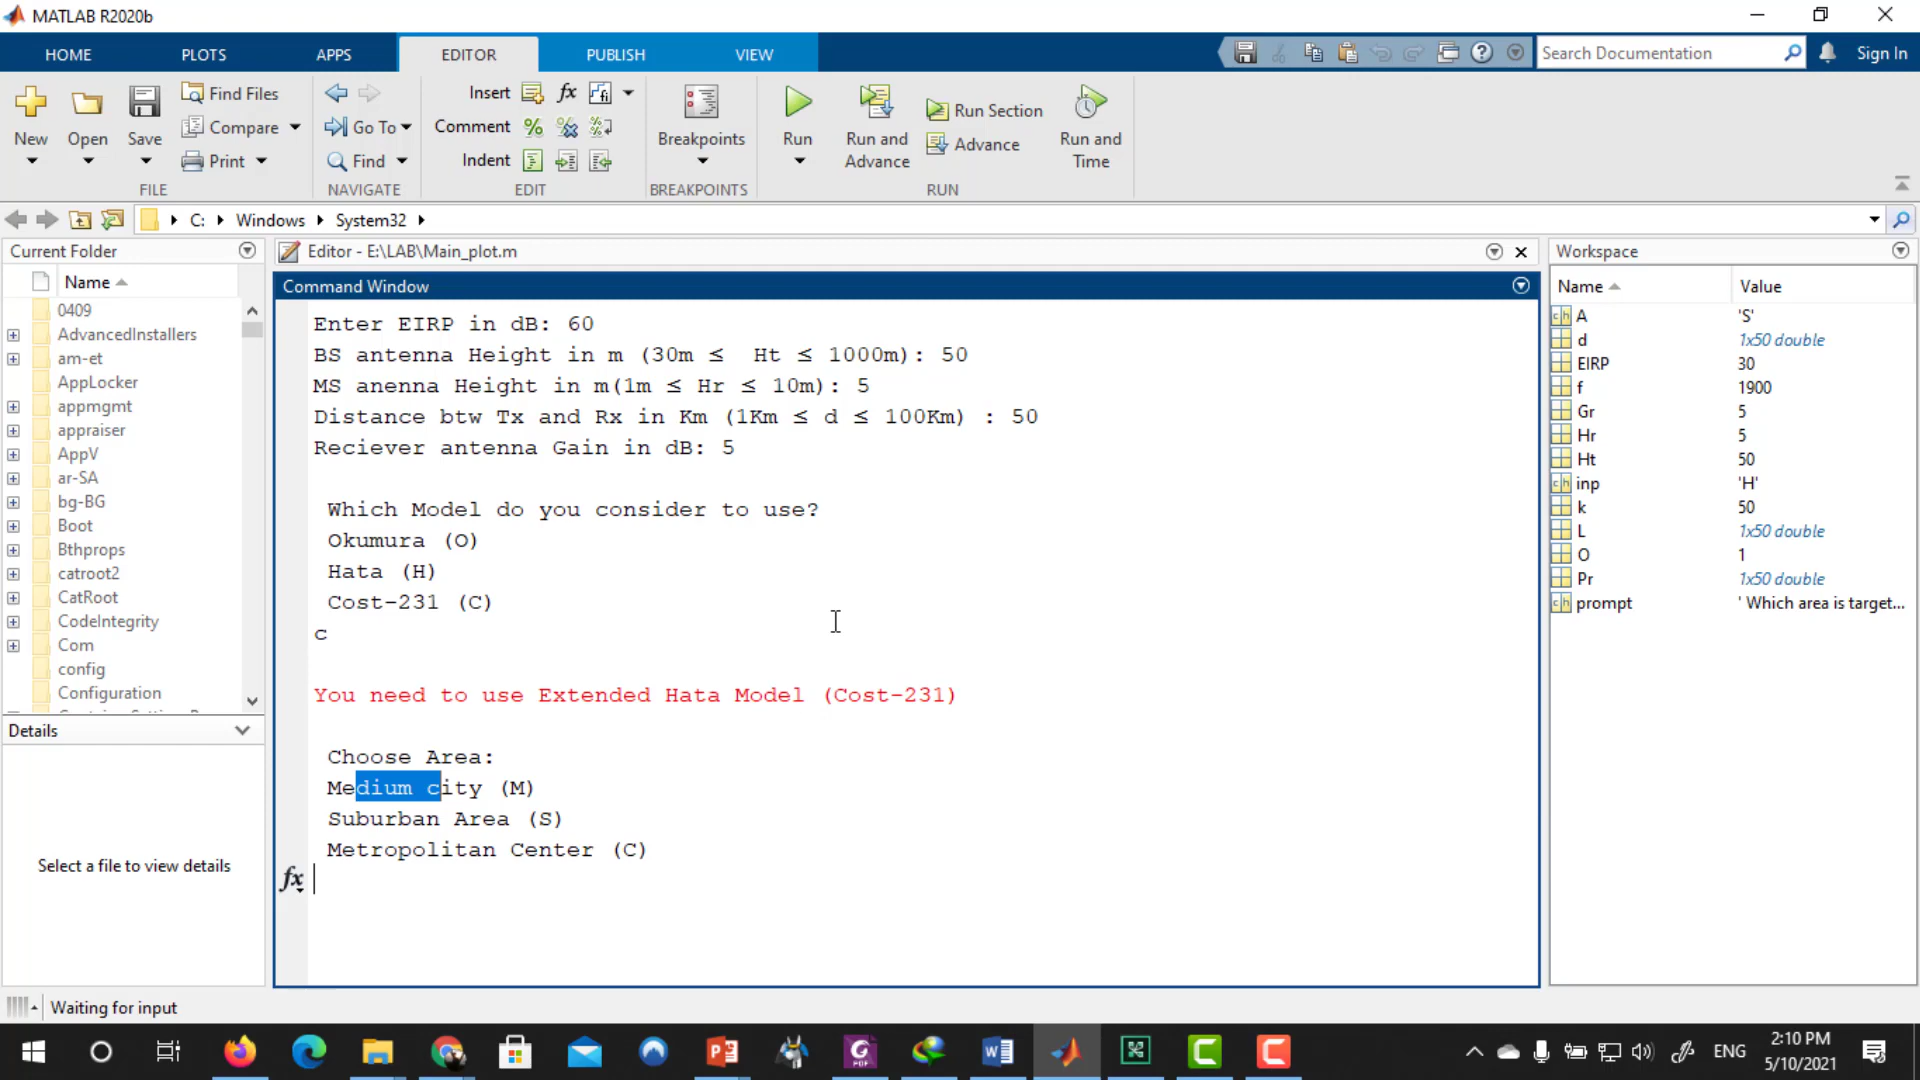 MATLAB R2020b
HOME PLOTS APPS EDITOR PUBLISH VIEW Search Documentation Sign In
New Open Save Find Files Compare Print FILE
Go To Find NAVIGATE
Insert fx Comment Indent EDIT
Breakpoints BREAKPOINTS
Run Run and Advance Run Section Advance Run and Time RUN
C: Windows System32
Current Folder
Name
0409
AdvancedInstallers
am-et
AppLocker
appmgmt
appraiser
AppV
ar-SA
bg-BG
Boot
Bthprops
catroot2
CatRoot
CodeIntegrity
Com
config
Configuration
Details
Select a file to view details
Editor - E:\LAB\Main_plot.m
Command Window
Enter EIRP in dB: 60
BS antenna Height in m (30m ≤  Ht ≤ 1000m): 50
MS anenna Height in m(1m ≤ Hr ≤ 10m): 5
Distance btw Tx and Rx in Km (1Km ≤ d ≤ 100Km) : 50
Reciever antenna Gain in dB: 5
Which Model do you consider to use?
Okumura (O)
Hata (H)
Cost-231 (C)
c
You need to use Extended Hata Model (Cost-231)
Choose Area:
Medium city (M)
Suburban Area (S)
Metropolitan Center (C)
fx
Workspace
Name Value
A 'S'
d 1x50 double
EIRP 30
f 1900
Gr 5
Hr 5
Ht 50
inp 'H'
k 50
L 1x50 double
O 1
Pr 1x50 double
prompt ' Which area is target...
Waiting for input
ENG
2:10 PM
5/10/2021